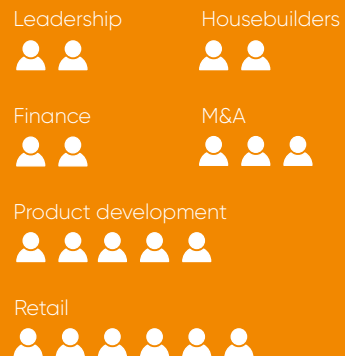 Leadership
Housebuilders
Finance
M&A
Product development
Retail